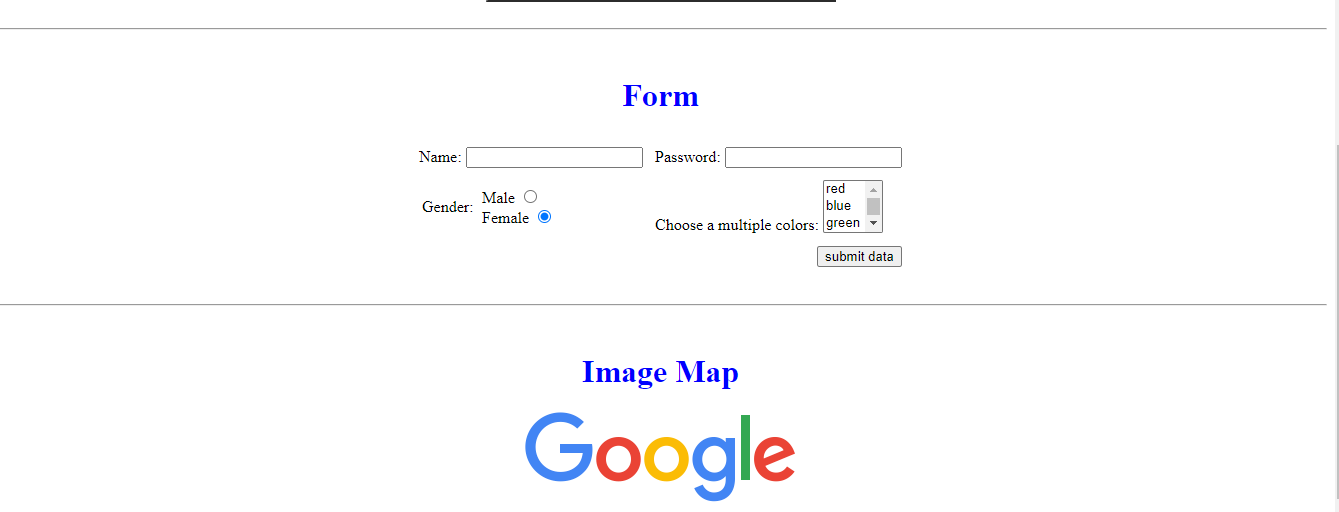 Form
Name: Password:
Gender: Male
Female
Choose a multiple colors: red
blue
green
submit data
Image Map
Google